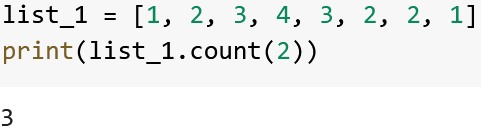 list_1 = [1, 2, 3, 4, 3, 2, 2, 1]
print(list_1.count(2))
3